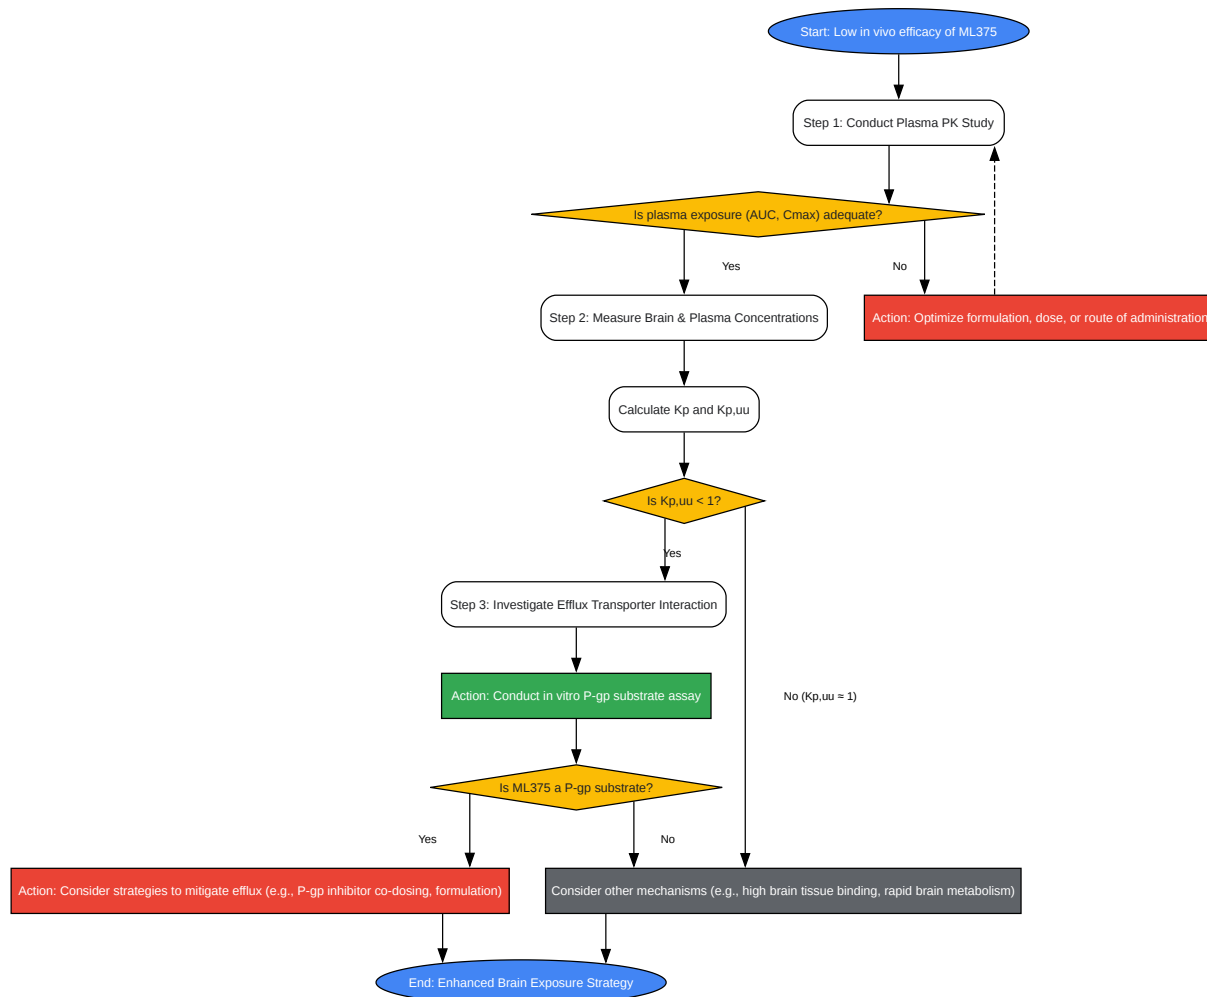 Start: Low in vivo efficacy of ML375
Step 1: Conduct Plasma PK Study
Is plasma exposure (AUC, Cmax) adequate?
Yes
No
Step 2: Measure Brain & Plasma Concentrations
Action: Optimize formulation, dose, or route of administration
Calculate Kp and Kp,uu
Is Kp,uu < 1?
Yes
Step 3: Investigate Efflux Transporter Interaction
Action: Conduct in vitro P-gp substrate assay
No (Kp,uu ≈ 1)
Is ML375 a P-gp substrate?
Yes
No
Action: Consider strategies to mitigate efflux (e.g., P-gp inhibitor co-dosing, formulation)
Consider other mechanisms (e.g., high brain tissue binding, rapid brain metabolism)
End: Enhanced Brain Exposure Strategy